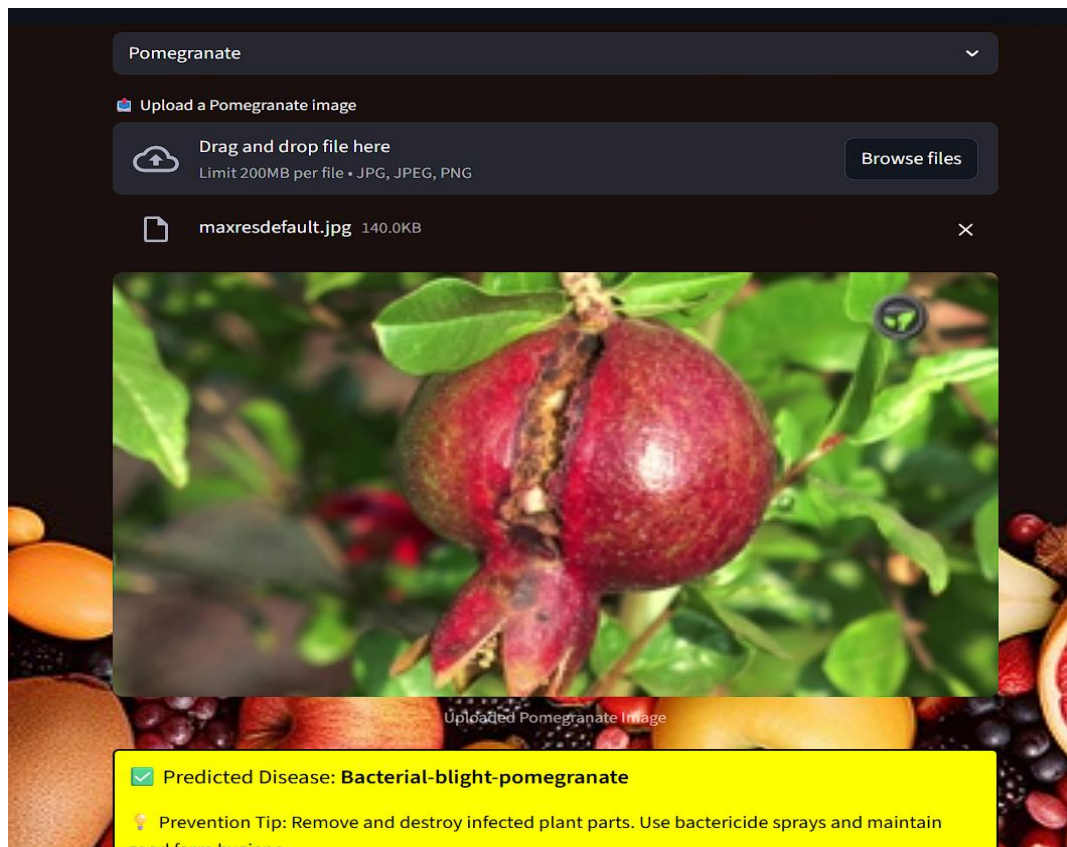 Pomegranate
Upload a Pomegranate image
Drag and drop file here
Limit 200MB per file • JPG, JPEG, PNG
Browse files
maxresdefault.jpg 140.0KB
Uploaded Pomegranate Image
Predicted Disease: Bacterial-blight-pomegranate
Prevention Tip: Remove and destroy infected plant parts. Use bactericide sprays and maintain